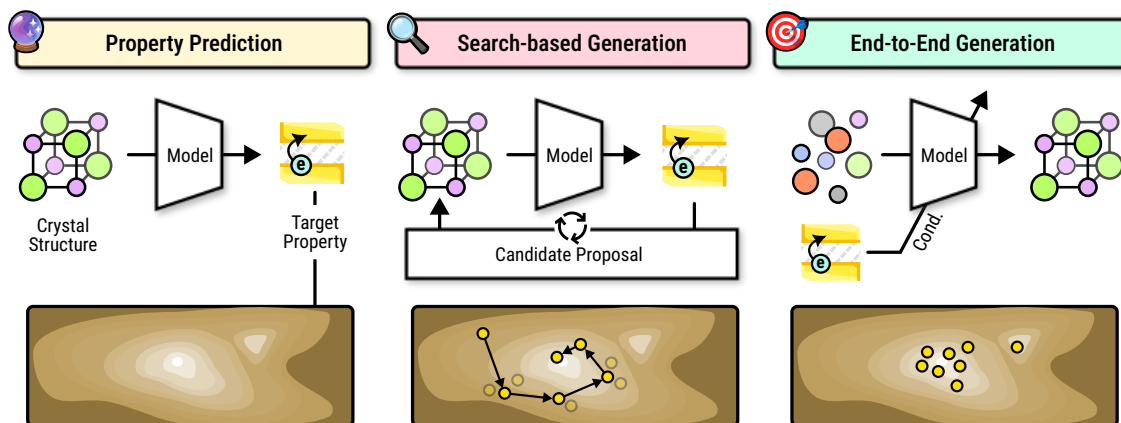 Property Prediction
Search-based Generation
End-to-End Generation
Model
e
Crystal
Structure
Target
Property
Model
e
Candidate Proposal
Model
e
Cond.